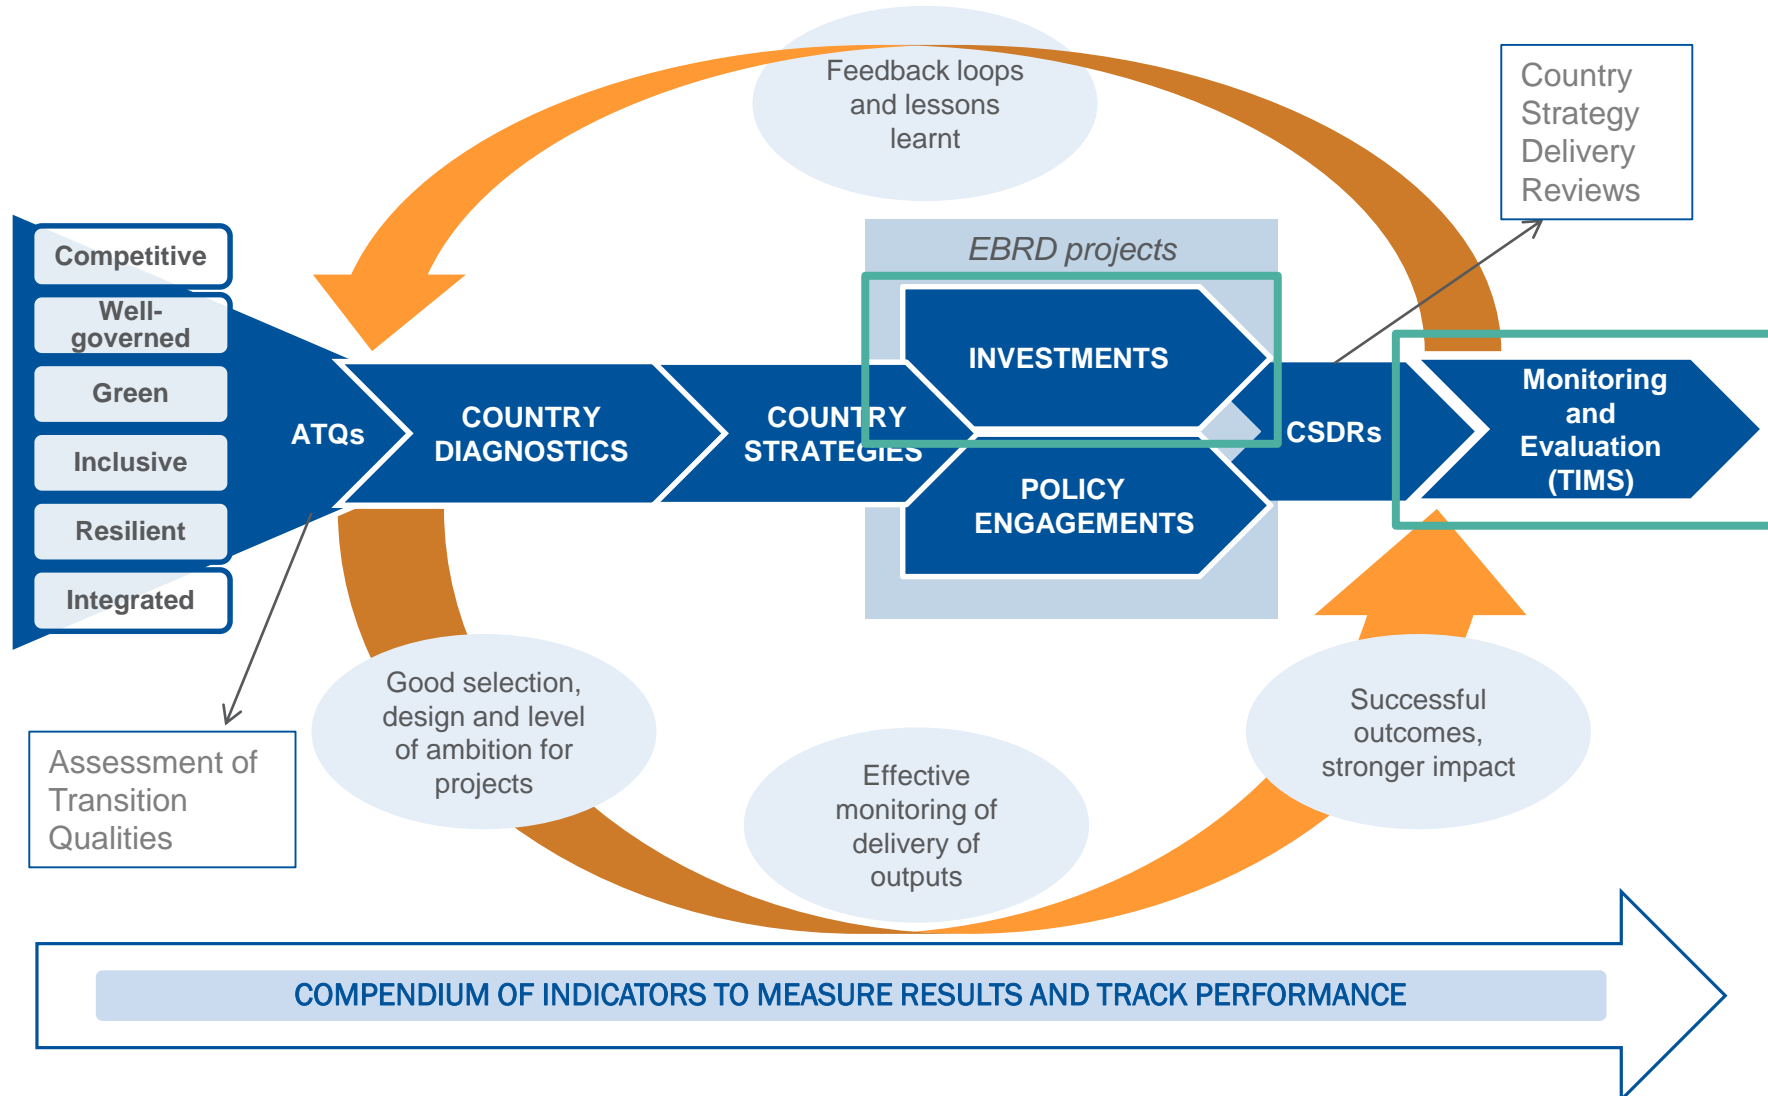 Feedback loops
and lessons
learnt
Country
Strategy
Delivery
Reviews
Competitive
Well-
governed
Green
Inclusive
Resilient
Integrated
ATQs
COUNTRY
DIAGNOSTICS
COUNTRY
STRATEGIES
EBRD projects
INVESTMENTS
POLICY
ENGAGEMENTS
CSDRs
Monitoring
and
Evaluation
(TIMS)
Assessment of
Transition
Qualities
Good selection,
design and level
of ambition for
projects
Effective
monitoring of
delivery of
outputs
Successful
outcomes,
stronger impact
COMPENDIUM OF INDICATORS TO MEASURE RESULTS AND TRACK PERFORMANCE